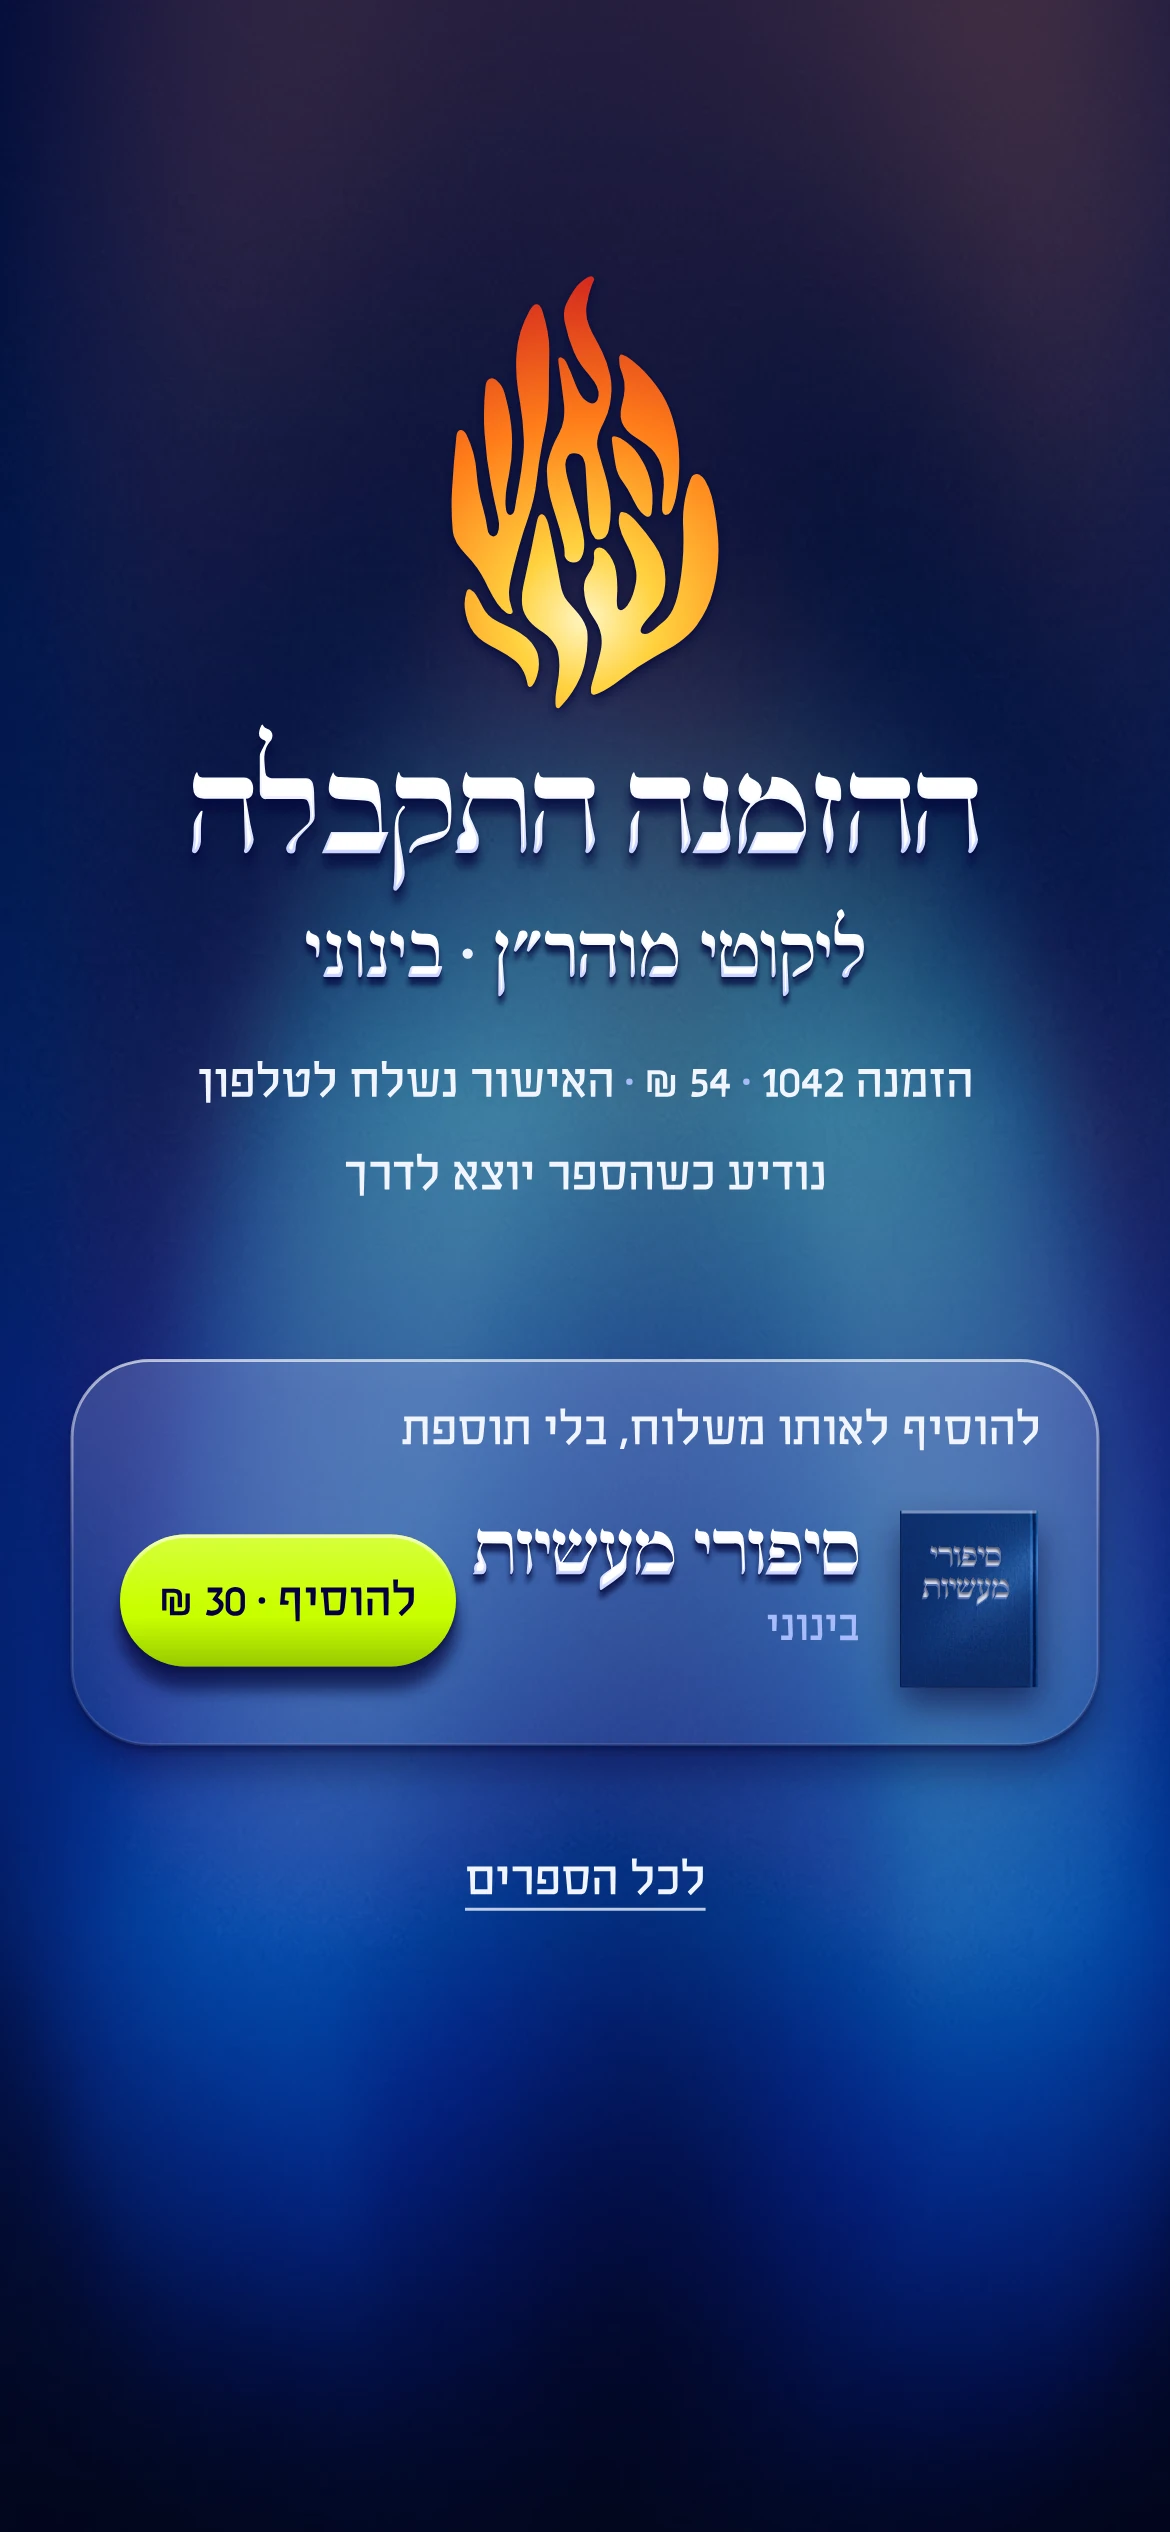 ההזמנה התקבלה
ליקוטי מוהר״ן · בינוני
הזמנה 1042 · 54 ₪ · האישור נשלח לטלפון
נודיע כשהספר יוצא לדרך
להוסיף לאותו משלוח, בלי תוספת
סיפורי מעשיות
בינוני
להוסיף · 30 ₪
סיפורי
מעשיות
לכל הספרים